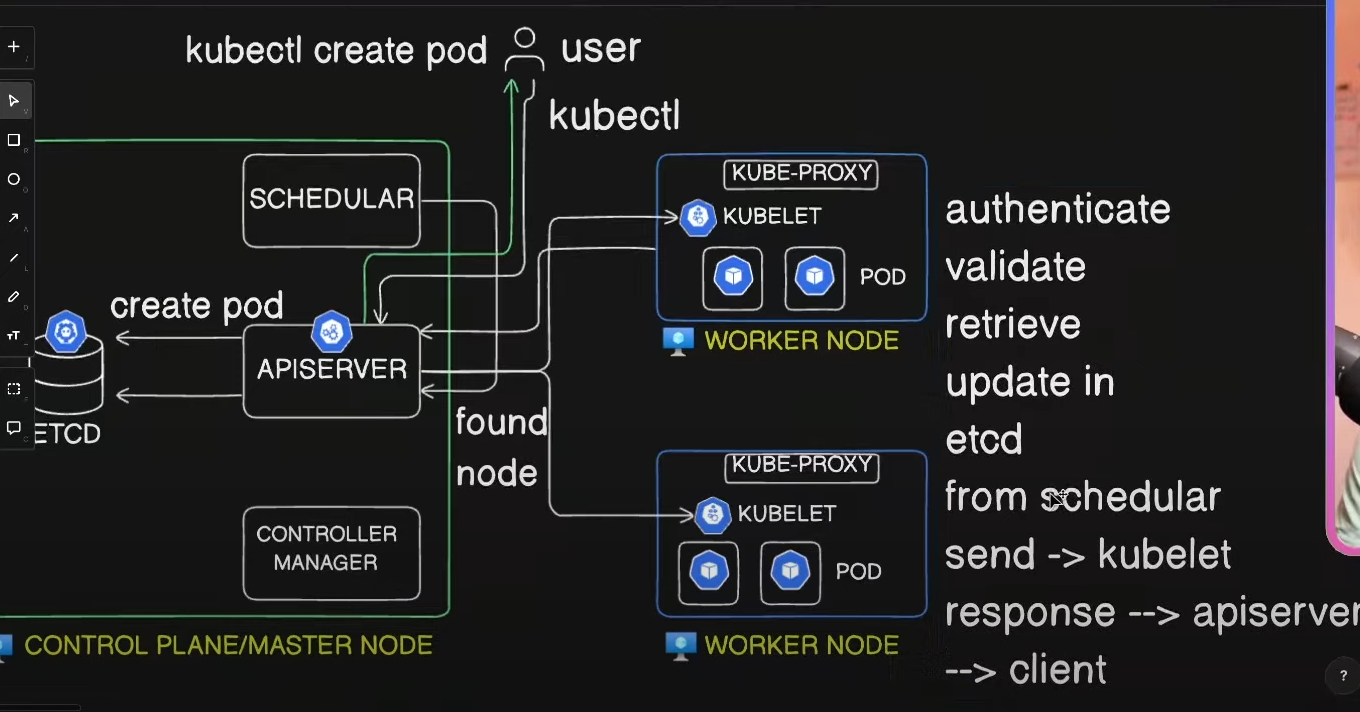 kubectl create pod
user
kubectl
SCHEDULAR
create pod
APISERVER
ETCD
found
node
CONTROLLER
MANAGER
CONTROL PLANE/MASTER NODE
KUBE-PROXY
KUBELET
POD
WORKER NODE
KUBE-PROXY
KUBELET
POD
WORKER NODE
authenticate
validate
retrieve
update in
etcd
from schedular
send -> kubelet
response --> apiserver
--> client
?